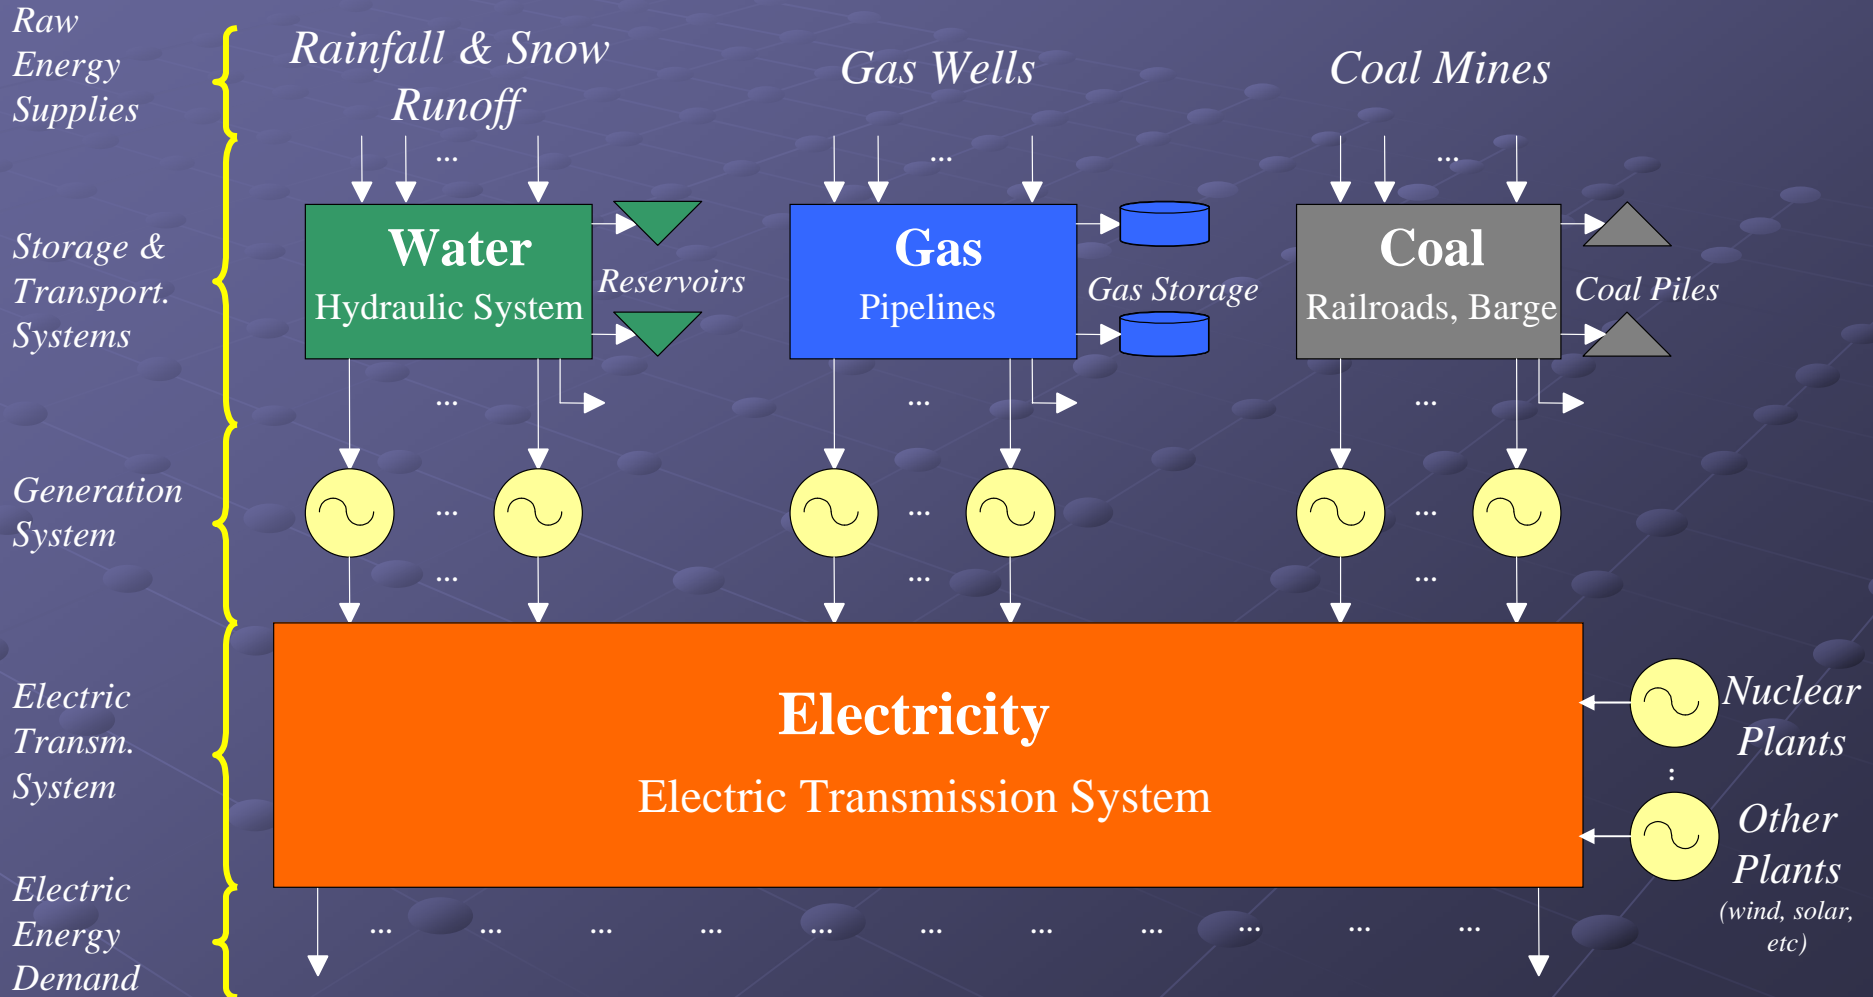 Raw
Energy
Supplies
Rainfall & Snow
Runoff
Gas Wells
Coal Mines
...
...
...
Storage &
Transport.
Systems
Water
Hydraulic System
Reservoirs
Gas
Pipelines
Gas Storage
Coal
Railroads, Barge
Coal Piles
...
...
...
Generation
System
...
...
...
...
...
...
Electric
Transm.
System
Electricity
Electric Transmission System
Nuclear
Plants
:
Other
Plants
(wind, solar,
etc)
Electric
Energy
Demand
... ... ... ... ... ... ... ... ... ... ...